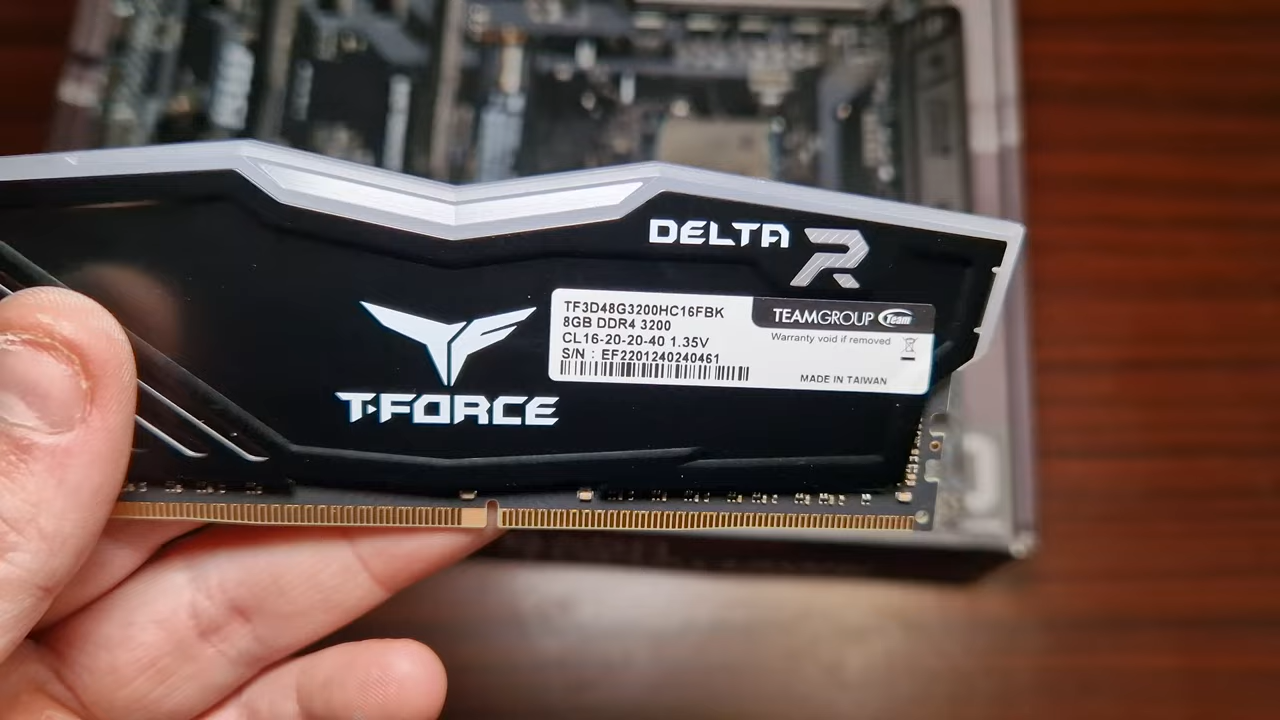 DELTA R
T-FORCE
TF3D48G3200HC16FBK
8GB DDR4 3200
CL16-20-20-40 1.35V
S/N : EF2201240240461
TEAMGROUP Team
Warranty void if removed
MADE IN TAIWAN